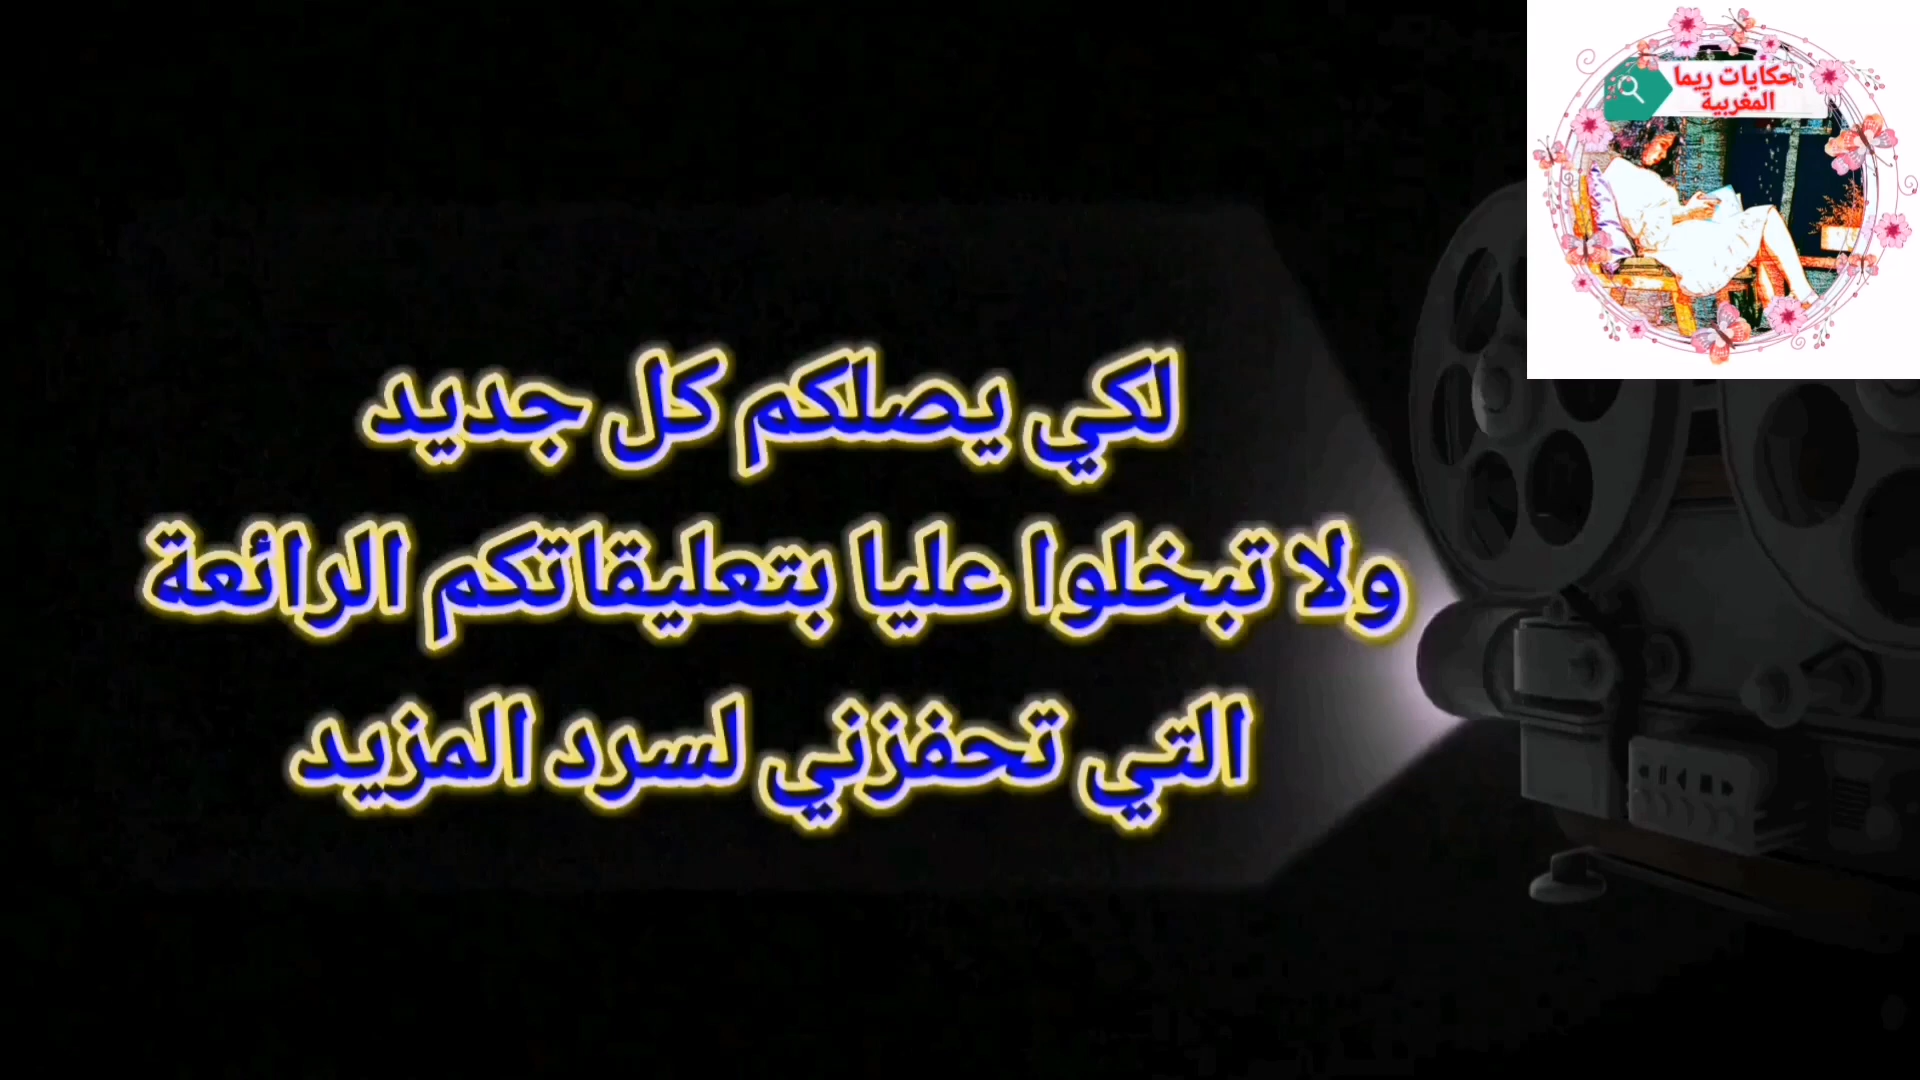 حكايات ريما
المغربية
لكي يصلكم كل جديد
ولا تبخلوا عليا بتعليقاتكم الرائعة
التي تحفزني لسرد المزيد